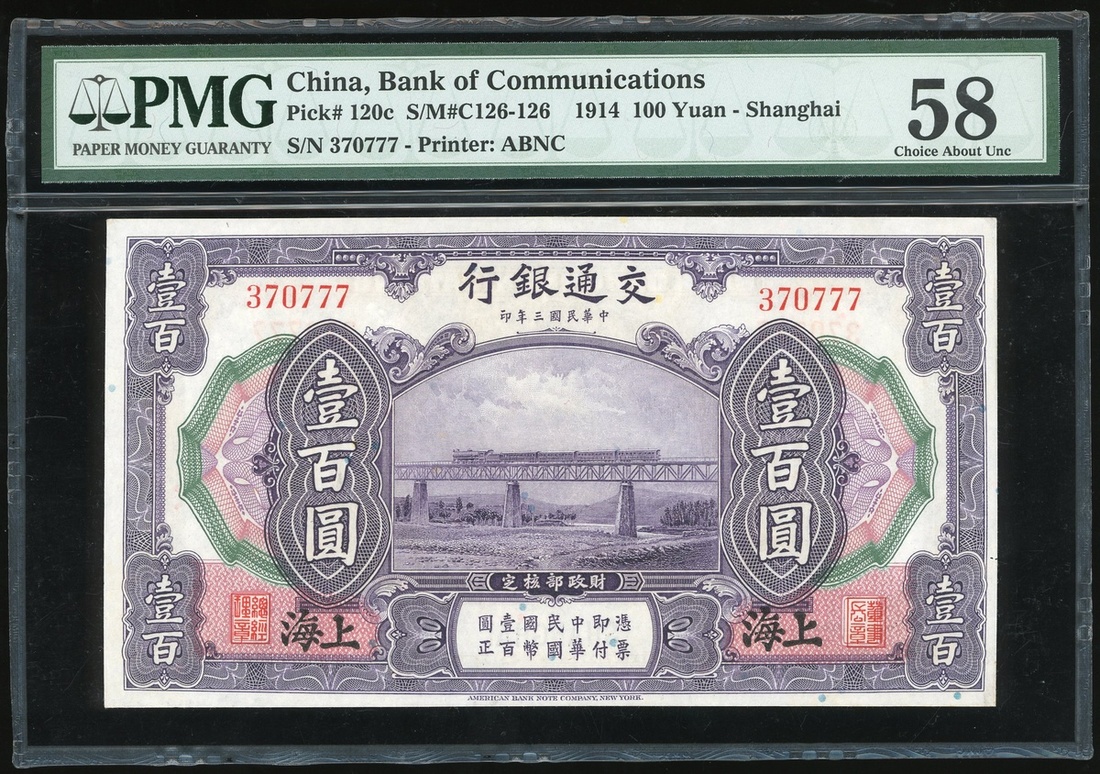 PMG
PAPER MONEY GUARANTY
China, Bank of Communications
Pick# 120c S/M#C126-126 1914 100 Yuan - Shanghai
S/N 370777 - Printer: ABNC
58
Choice About Unc
壹百
壹百
交通銀行
370777
370777
中華民國三年印
壹百圓
壹百圓
財政部核定
憑票
即付
中華
民國
國幣
壹百
圓正
總經理章
上海
上海
壹百
壹百
AMERICAN BANK NOTE COMPANY, NEW YORK.